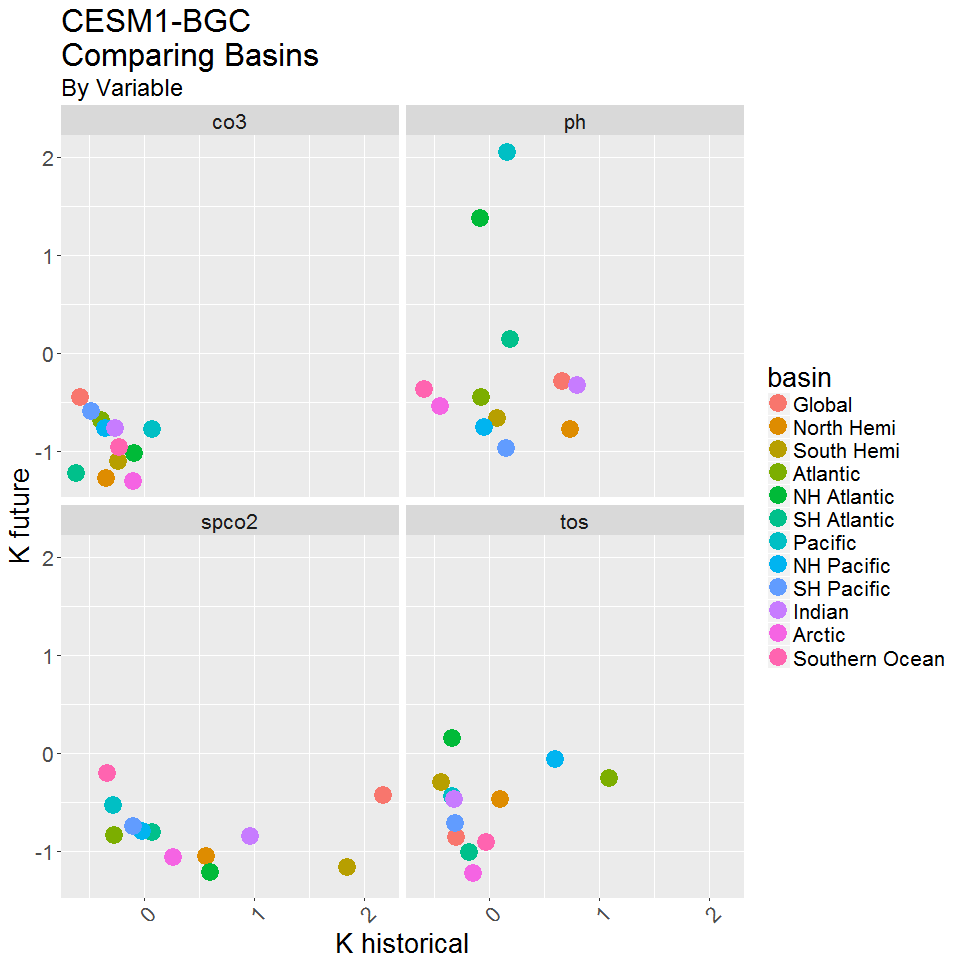 CESM1-BGC
Comparing Basins
By Variable
co3
ph
2
1
0
-1
spco2
tos
2
1
0
-1
0
1
2
0
1
2
K historical
K future
basin
Global
North Hemi
South Hemi
Atlantic
NH Atlantic
SH Atlantic
Pacific
NH Pacific
SH Pacific
Indian
Arctic
Southern Ocean